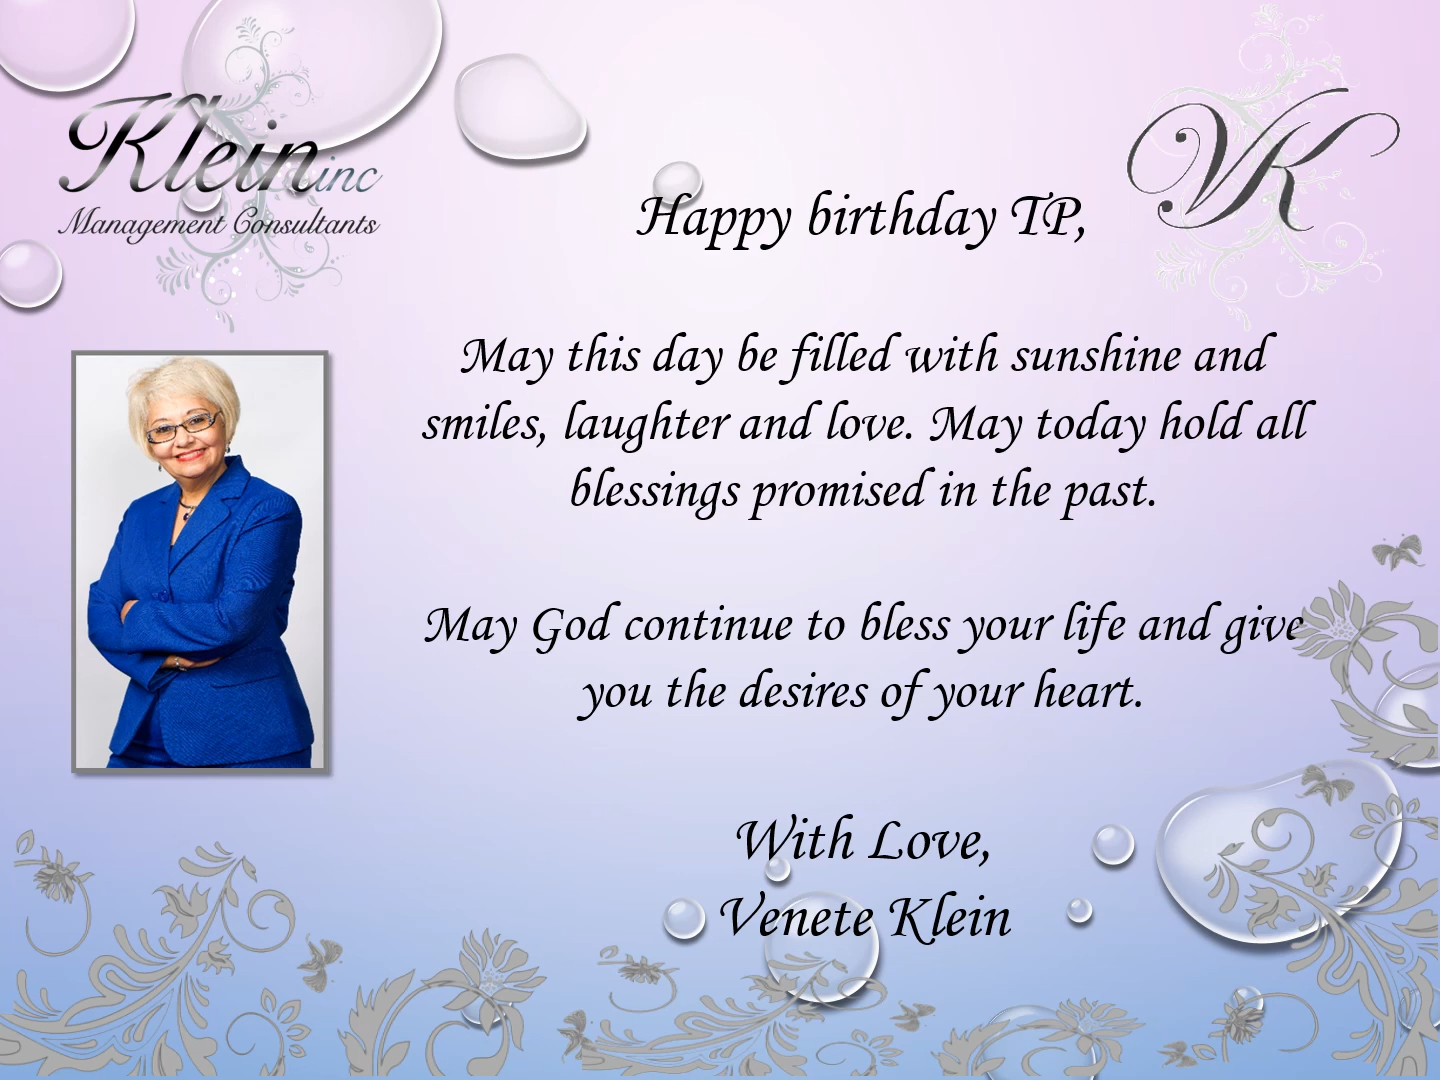 Klein inc
Management Consultants
VK
Happy birthday TP,
May this day be filled with sunshine and
smiles, laughter and love. May today hold all
blessings promised in the past.
May God continue to bless your life and give
you the desires of your heart.
With Love,
Venete Klein